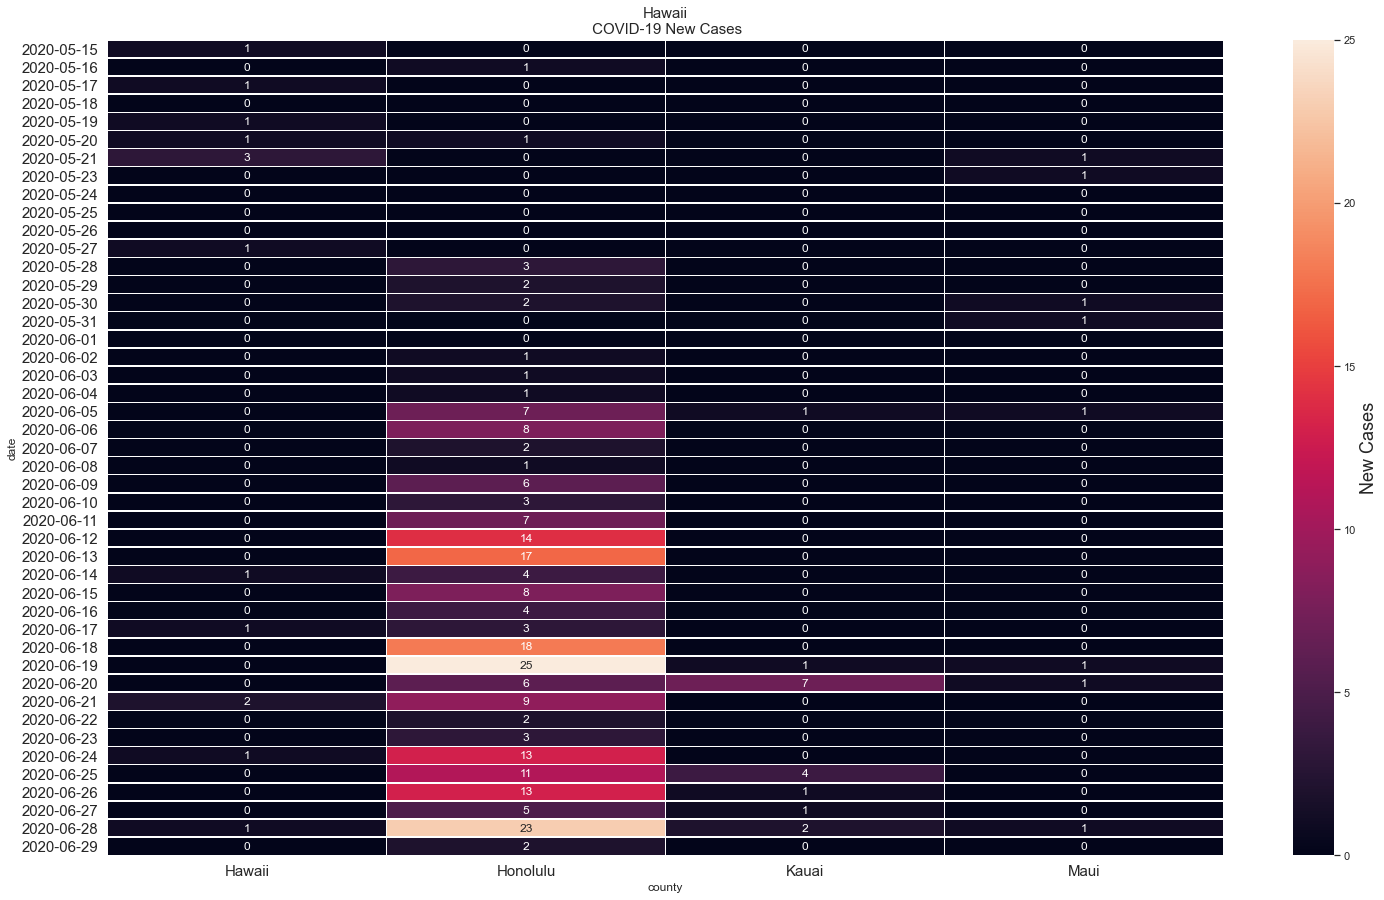 Hawaii
COVID-19 New Cases
2020-05-15 1 0 0 0
2020-05-16 0 1 0 0
2020-05-17 1 0 0 0
2020-05-18 0 0 0 0
2020-05-19 1 0 0 0
2020-05-20 1 1 0 0
2020-05-21 3 0 0 1
2020-05-23 0 0 0 1
2020-05-24 0 0 0 0
2020-05-25 0 0 0 0
2020-05-26 0 0 0 0
2020-05-27 1 0 0 0
2020-05-28 0 3 0 0
2020-05-29 0 2 0 0
2020-05-30 0 2 0 1
2020-05-31 0 0 0 1
2020-06-01 0 0 0 0
2020-06-02 0 1 0 0
2020-06-03 0 1 0 0
2020-06-04 0 1 0 0
2020-06-05 0 7 1 1
2020-06-06 0 8 0 0
2020-06-07 0 2 0 0
2020-06-08 0 1 0 0
2020-06-09 0 6 0 0
2020-06-10 0 3 0 0
2020-06-11 0 7 0 0
2020-06-12 0 14 0 0
2020-06-13 0 17 0 0
2020-06-14 1 4 0 0
2020-06-15 0 8 0 0
2020-06-16 0 4 0 0
2020-06-17 1 3 0 0
2020-06-18 0 18 0 0
2020-06-19 0 25 1 1
2020-06-20 0 6 7 1
2020-06-21 2 9 0 0
2020-06-22 0 2 0 0
2020-06-23 0 3 0 0
2020-06-24 1 13 0 0
2020-06-25 0 11 4 0
2020-06-26 0 13 1 0
2020-06-27 0 5 1 0
2020-06-28 1 23 2 1
2020-06-29 0 2 0 0
Hawaii Honolulu Kauai Maui
county
date
25
20
15
10
5
0
New Cases